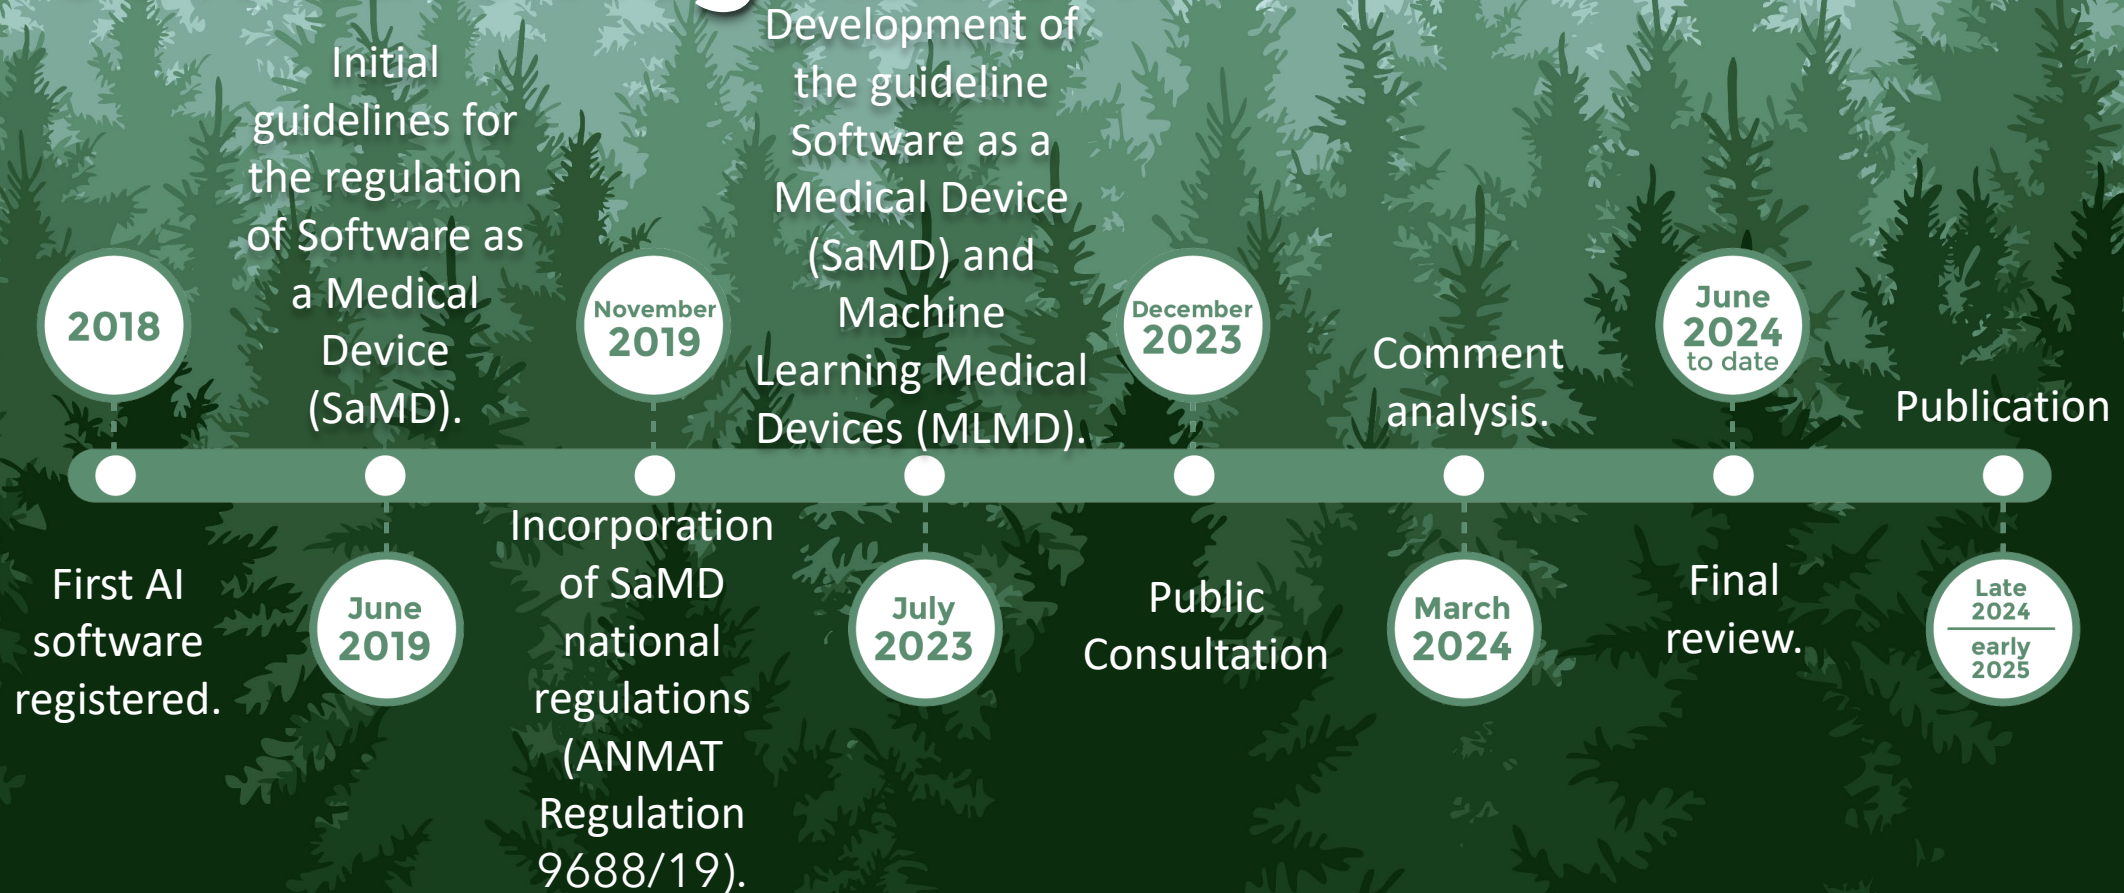 2018
First AI
software
registered.
Initial
guidelines for
the regulation
of Software as
a Medical
Device
(SaMD).
June
2019
November
2019
Incorporation
of SaMD
national
regulations
(ANMAT
Regulation
9688/19).
Development of
the guideline
Software as a
Medical Device
(SaMD) and
Machine
Learning Medical
Devices (MLMD).
July
2023
December
2023
Public
Consultation
Comment
analysis.
March
2024
June
2024
to date
Final
review.
Publication
Late
2024
early
2025